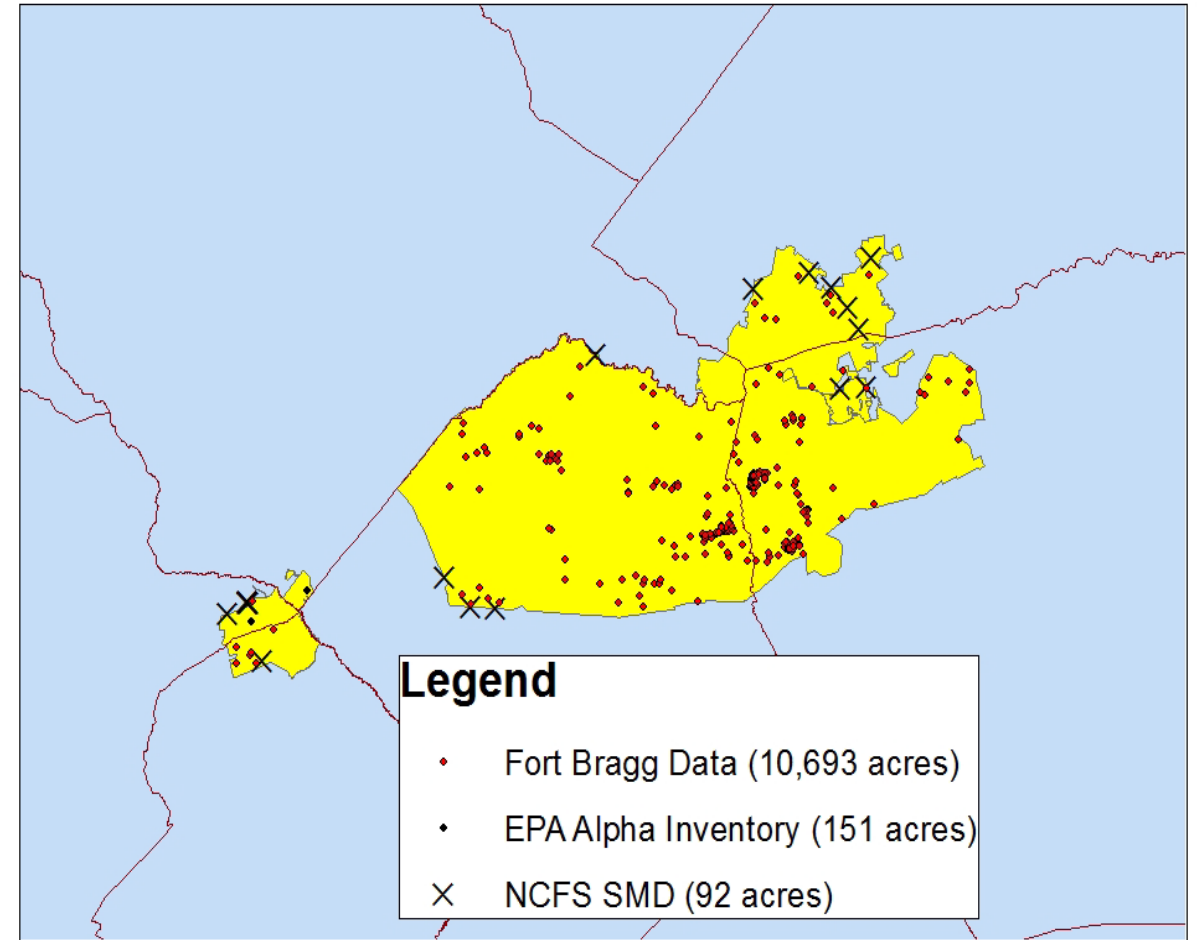 Legend
Fort Bragg Data (10,693 acres)
EPA Alpha Inventory (151 acres)
NCFS SMD (92 acres)